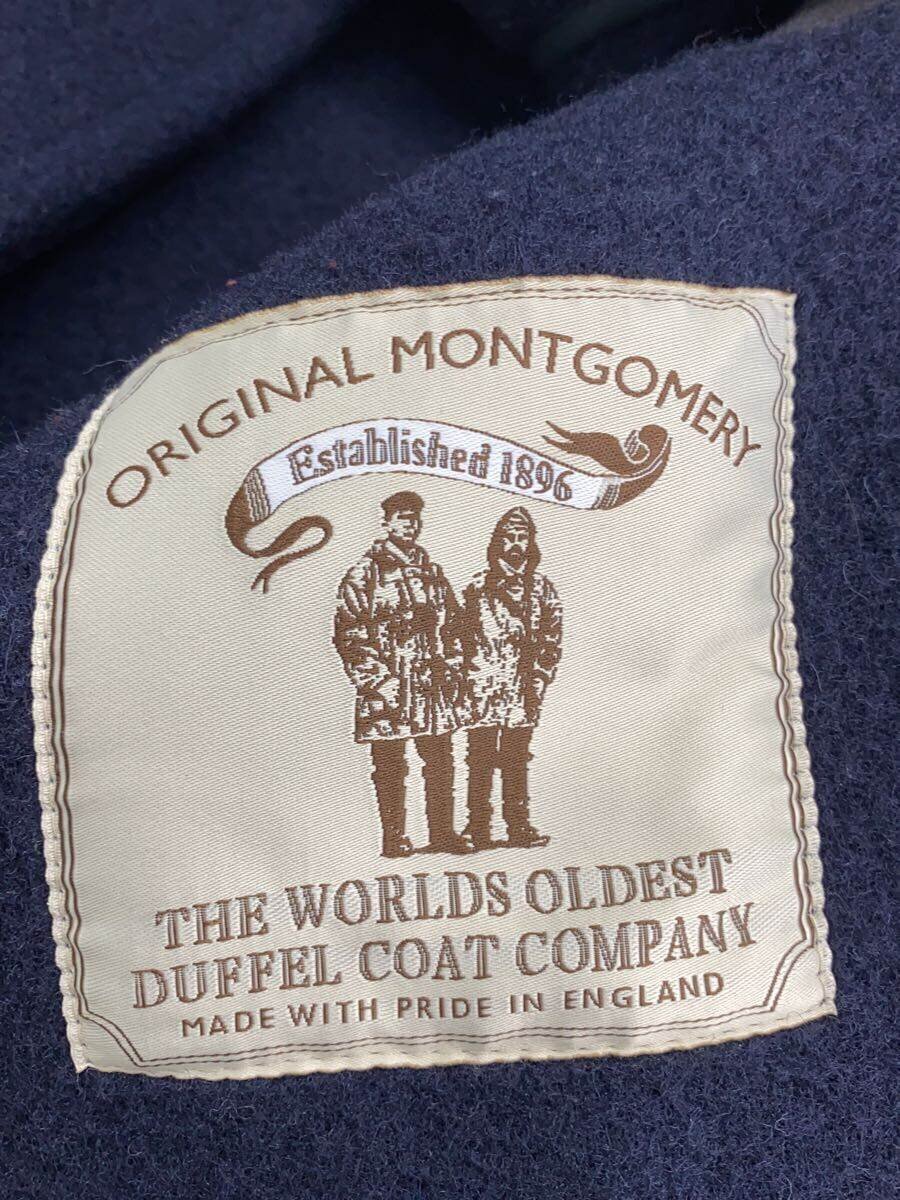 ORIGINAL MONTGOMERY
Established 1896
THE WORLDS OLDEST
DUFFEL COAT COMPANY
MADE WITH PRIDE IN ENGLAND